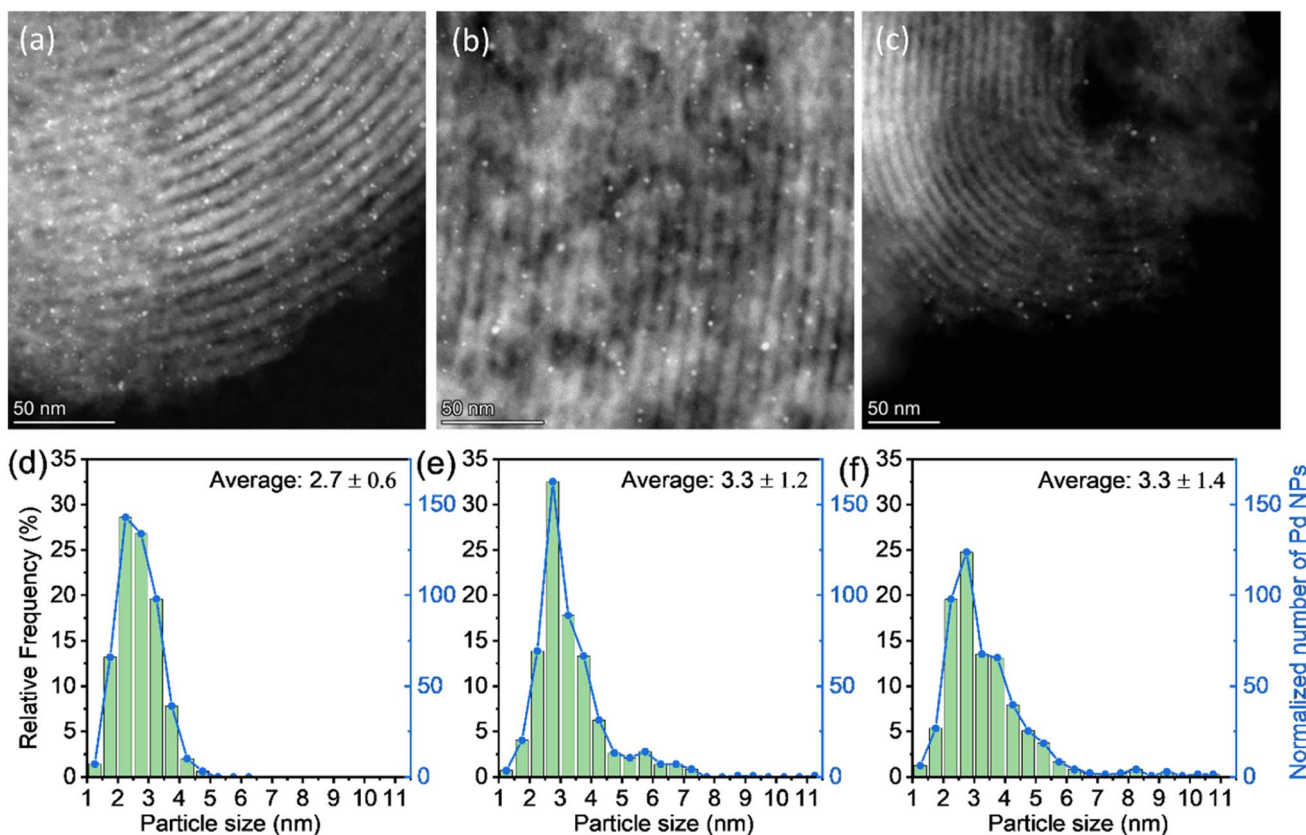 (a)
(b)
(c)
50 nm
50 nm
50 nm
(d)
(e)
(f)
Average: 2.7 ± 0.6
Average: 3.3 ± 1.2
Average: 3.3 ± 1.4
Relative Frequency (%)
35
30
25
20
15
10
5
0
150
100
50
0
35
30
25
20
15
10
5
0
150
100
50
0
35
30
25
20
15
10
5
0
150
100
50
0
Normalized number of Pd NPs
1 2 3 4 5 6 7 8 9 10 11
1 2 3 4 5 6 7 8 9 10 11
1 2 3 4 5 6 7 8 9 10 11
Particle size (nm)
Particle size (nm)
Particle size (nm)